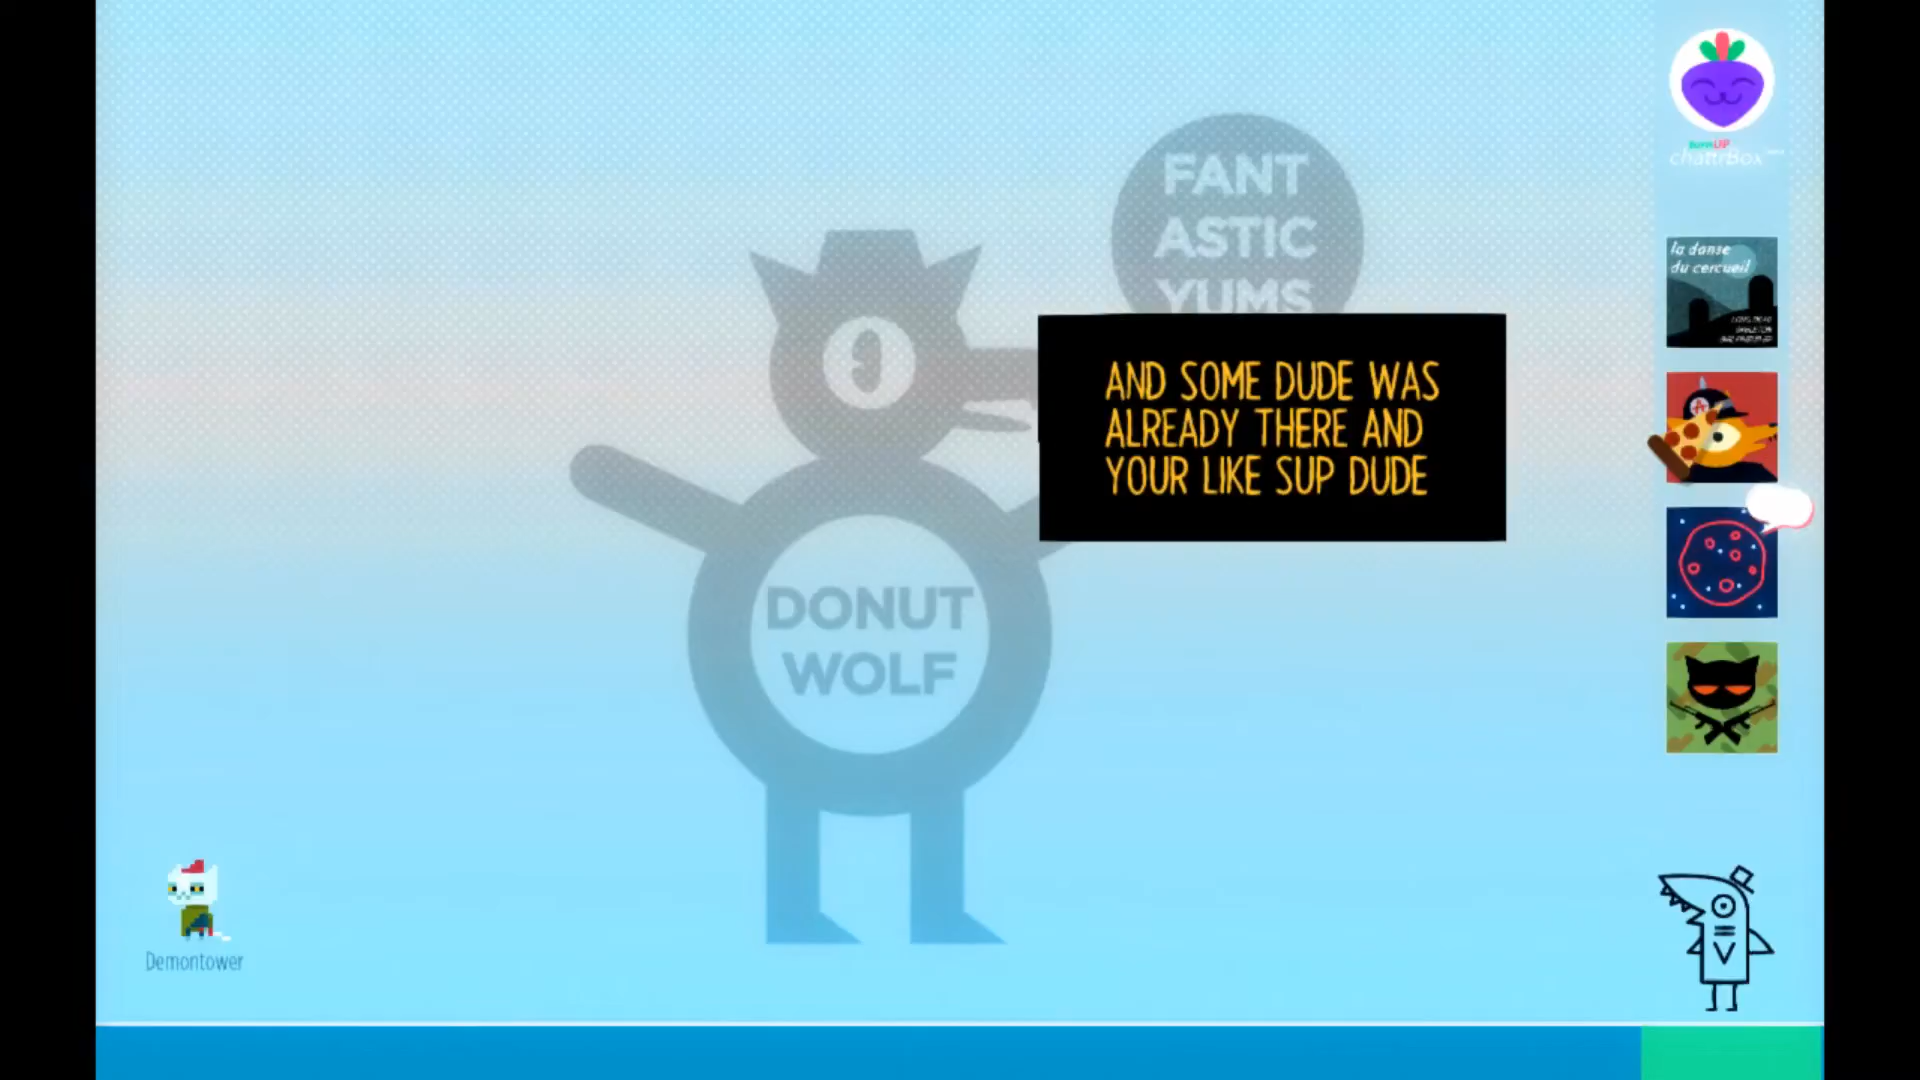 FANT
ASTIC
YUMS
AND SOME DUDE WAS
ALREADY THERE AND
YOUR LIKE SUP DUDE
DONUT
WOLF
chattrBox
la danse
du cercueil
Demontower